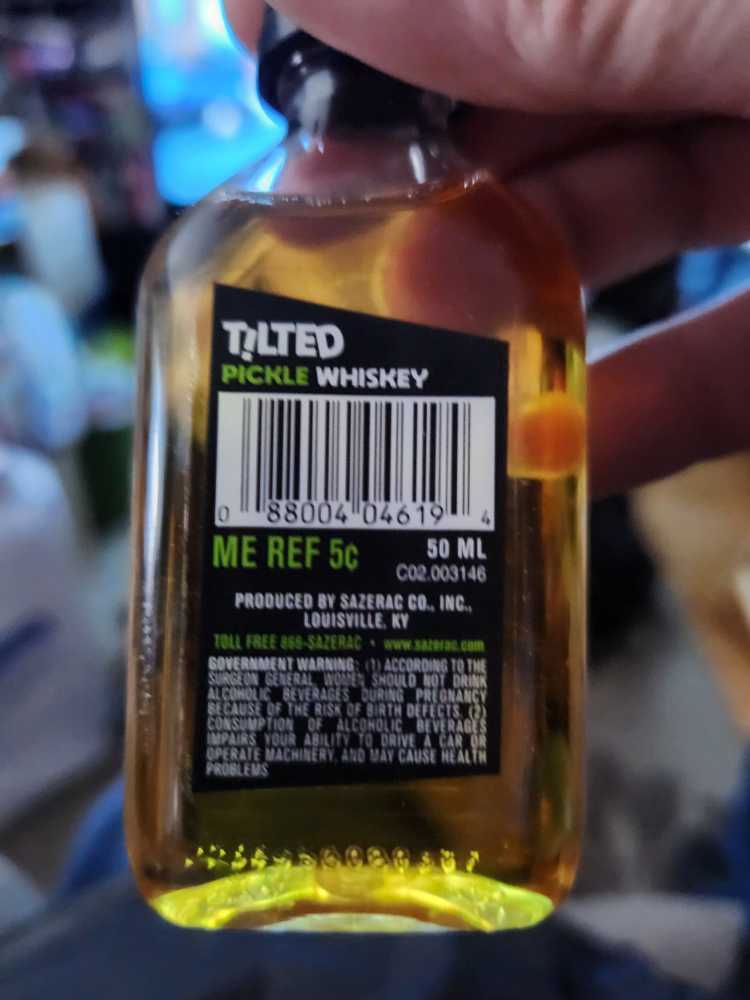 T!LTED
PICKLE WHISKEY
0 88004 04619 4
ME REF 5¢
50 ML
C02.003146
PRODUCED BY SAZERAC CO., INC.,
LOUISVILLE, KY
TOLL FREE 866-SAZERAC • www.sazerac.com
GOVERNMENT WARNING: (1) ACCORDING TO THE
SURGEON GENERAL, WOMEN SHOULD NOT DRINK
ALCOHOLIC BEVERAGES DURING PREGNANCY
BECAUSE OF THE RISK OF BIRTH DEFECTS. (2)
CONSUMPTION OF ALCOHOLIC BEVERAGES
IMPAIRS YOUR ABILITY TO DRIVE A CAR OR
OPERATE MACHINERY, AND MAY CAUSE HEALTH
PROBLEMS